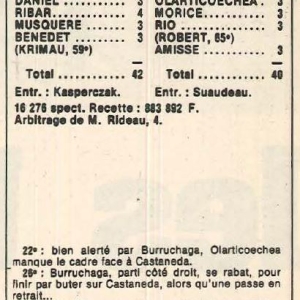 DANIEL.............. 3 OLARTICOECHEA . 3
RIBAR................ 4 MORICE.............. 3
MUSQUERE......... 3 RIO..................... 3
BENEDET ............ 3 (ROBERT, 65e)
(KRIMAU, 59e) AMISSE .............. 3
Total .......... 42 Total .......... 40
Entr. : Kasperczak. Entr. : Suaudeau.
16 276 spect. Recette : 883 692 F.
Arbitrage de M. Rideau, 4.
22e : bien alerté par Burruchaga, Olarticoechea
manque le cadre face à Castaneda.
26e : Burruchaga, parti côté droit, se rabat, pour
finir par buter sur Castaneda, alors qu'une passe en
retrait...